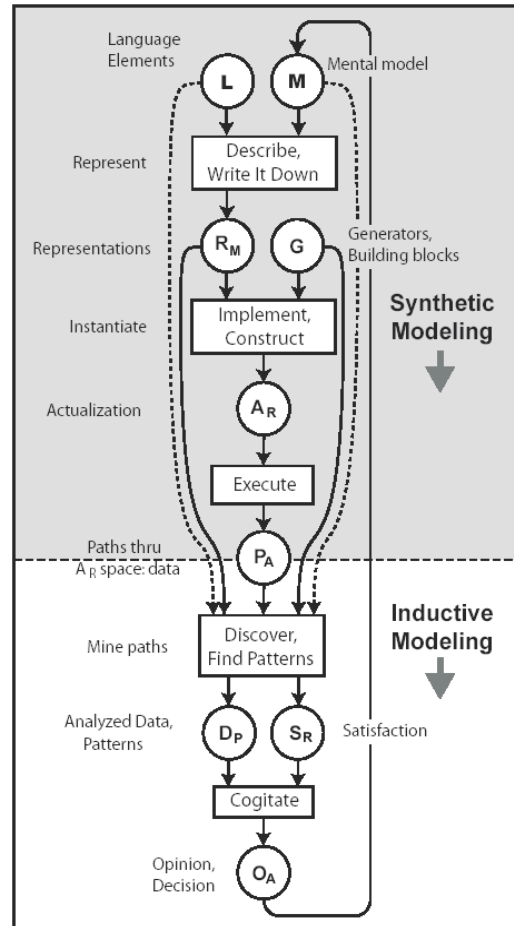 Language
Elements
L
M
Mental model
Represent
Describe,
Write It Down
Representations
RM
G
Generators,
Building blocks
Instantiate
Implement,
Construct
Synthetic
Modeling
Actualization
AR
Execute
Paths thru
AR space: data
PA
Mine paths
Discover,
Find Patterns
Inductive
Modeling
Analyzed Data,
Patterns
DP
SR
Satisfaction
Cogitate
Opinion,
Decision
OA